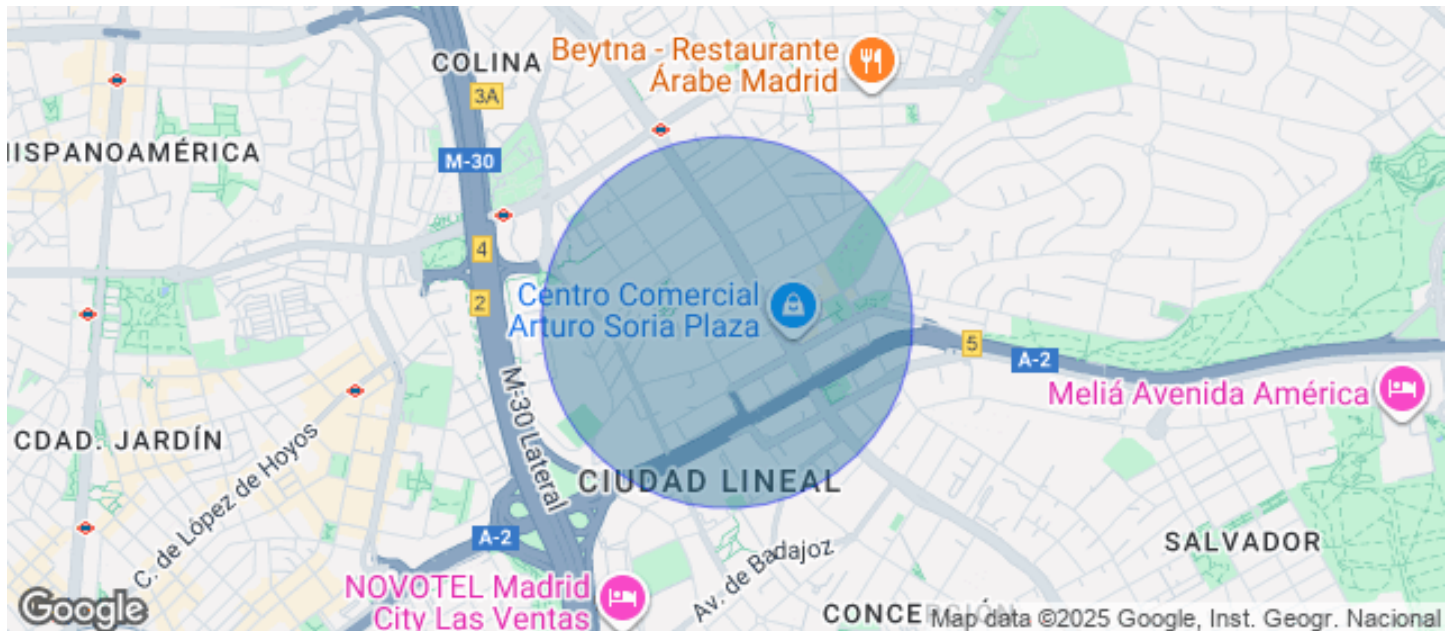 Beytna - Restaurante
Árabe Madrid
COLINA
3A
HISPANOAMÉRICA
M-30
4
2
Centro Comercial
Arturo Soria Plaza
5
A-2
Meliá Avenida América
M-30 Lateral
CDAD. JARDÍN
C. de López de Hoyos
CIUDAD LINEAL
A-2
SALVADOR
Av. de Badajoz
NOVOTEL Madrid
City Las Ventas
CONCEPCIÓN
Google
Map data ©2025 Google, Inst. Geogr. Nacional